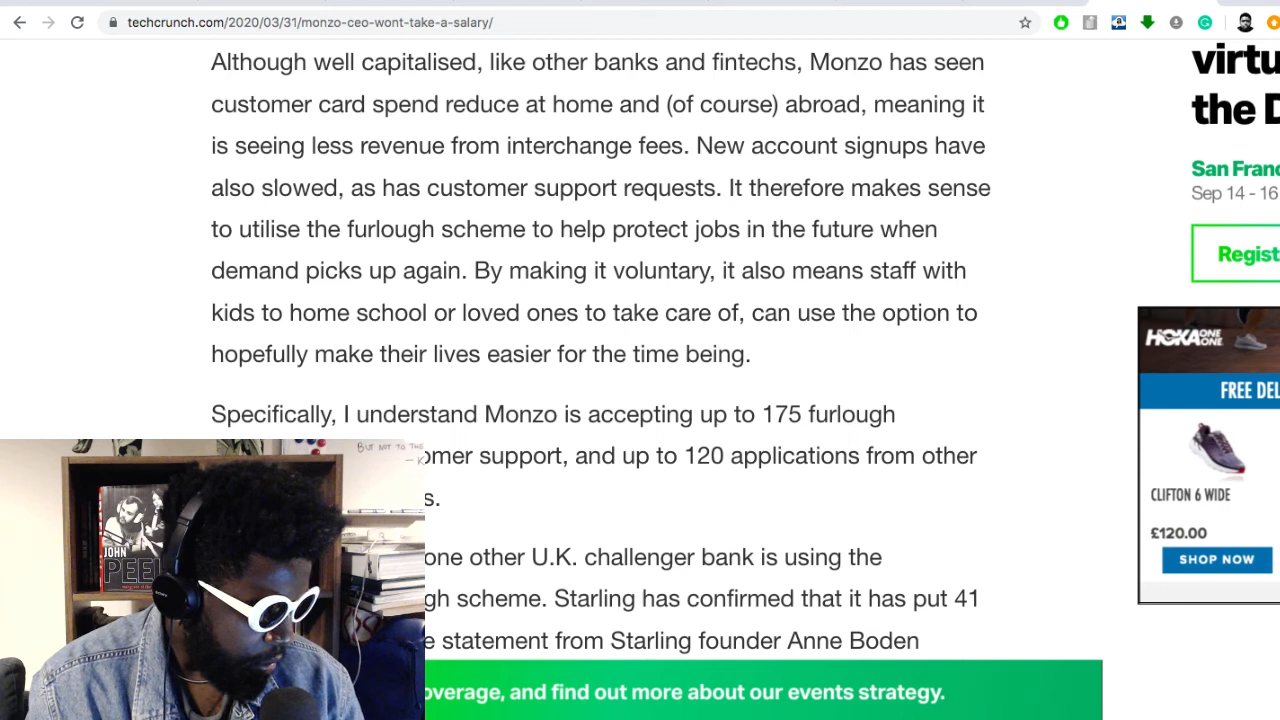 techcrunch.com/2020/03/31/monzo-ceo-wont-take-a-salary/
Although well capitalised, like other banks and fintechs, Monzo has seen
customer card spend reduce at home and (of course) abroad, meaning it
is seeing less revenue from interchange fees. New account signups have
also slowed, as has customer support requests. It therefore makes sense
to utilise the furlough scheme to help protect jobs in the future when
demand picks up again. By making it voluntary, it also means staff with
kids to home school or loved ones to take care of, can use the option to
hopefully make their lives easier for the time being.
Specifically, I understand Monzo is accepting up to 175 furlough
omer support, and up to 120 applications from other
s.
one other U.K. challenger bank is using the
gh scheme. Starling has confirmed that it has put 41
e statement from Starling founder Anne Boden
overage, and find out more about our events strategy.
virtu
the D
San Franc
Sep 14 - 16
Regist
HOKA ONE ONE
FREE DEL
CLIFTON 6 WIDE
£120.00
SHOP NOW
BUT NOT TO THE
— K
JOHN
PEEL
SONY